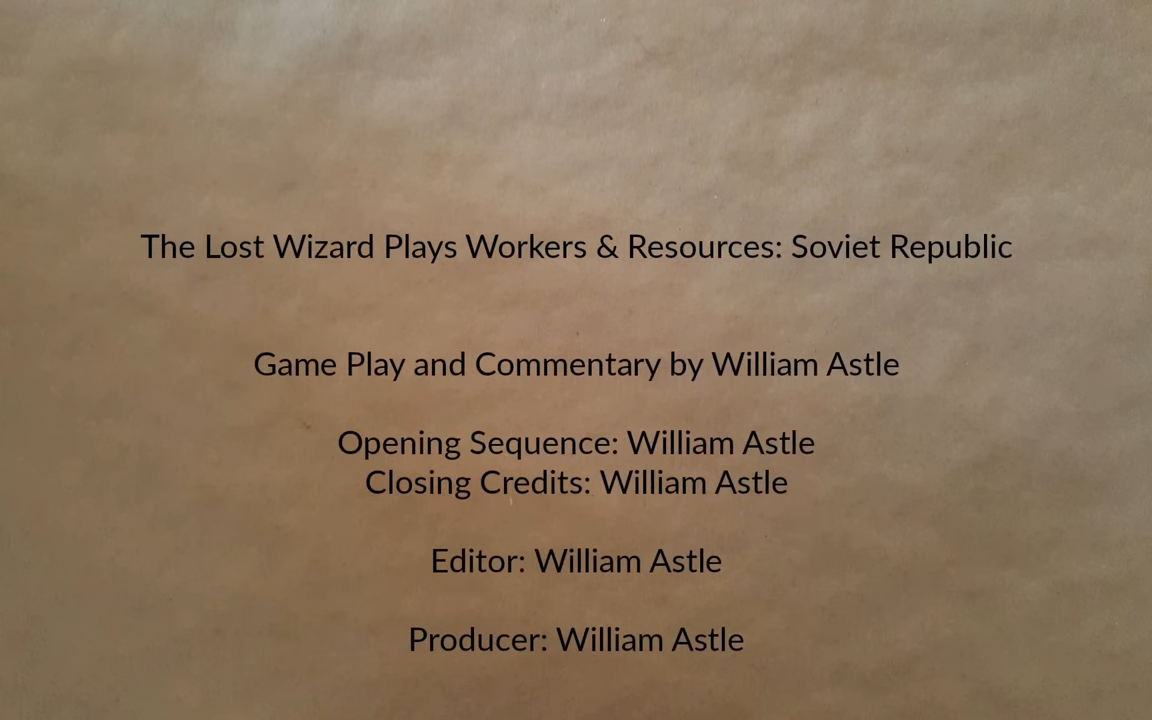 The Lost Wizard Plays Workers & Resources: Soviet Republic
Game Play and Commentary by William Astle
Opening Sequence: William Astle
Closing Credits: William Astle
Editor: William Astle
Producer: William Astle